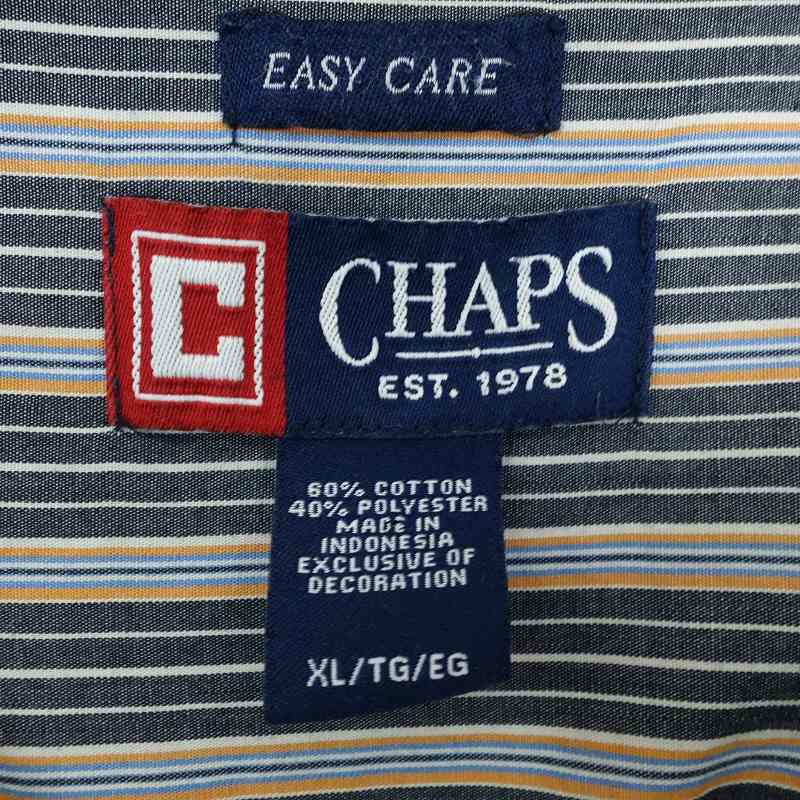 EASY CARE
C
CHAPS
EST. 1978
60% COTTON
40% POLYESTER
MADE IN
INDONESIA
EXCLUSIVE OF
DECORATION
XL/TG/EG